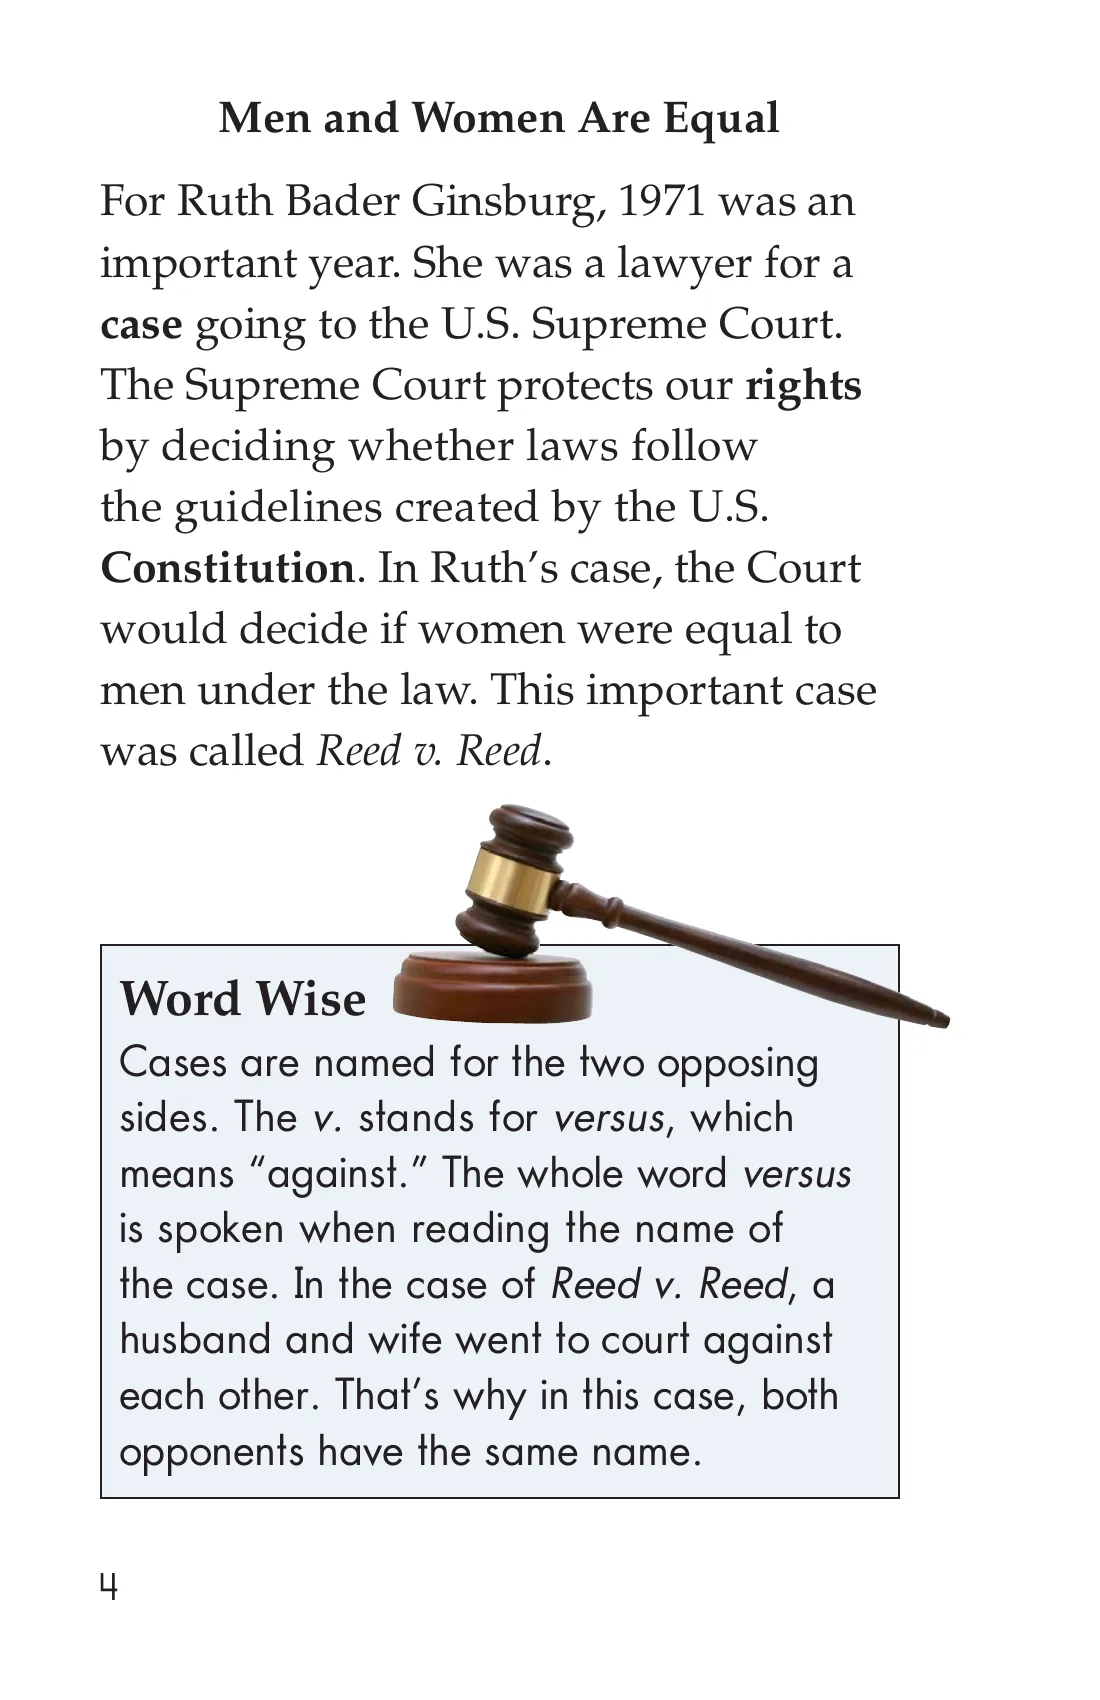 Men and Women Are Equal
For Ruth Bader Ginsburg, 1971 was an
important year. She was a lawyer for a
case going to the U.S. Supreme Court.
The Supreme Court protects our rights
by deciding whether laws follow
the guidelines created by the U.S.
Constitution. In Ruth’s case, the Court
would decide if women were equal to
men under the law. This important case
was called Reed v. Reed.
Word Wise
Cases are named for the two opposing
sides. The v. stands for versus, which
means “against.” The whole word versus
is spoken when reading the name of
the case. In the case of Reed v. Reed, a
husband and wife went to court against
each other. That’s why in this case, both
opponents have the same name.
4